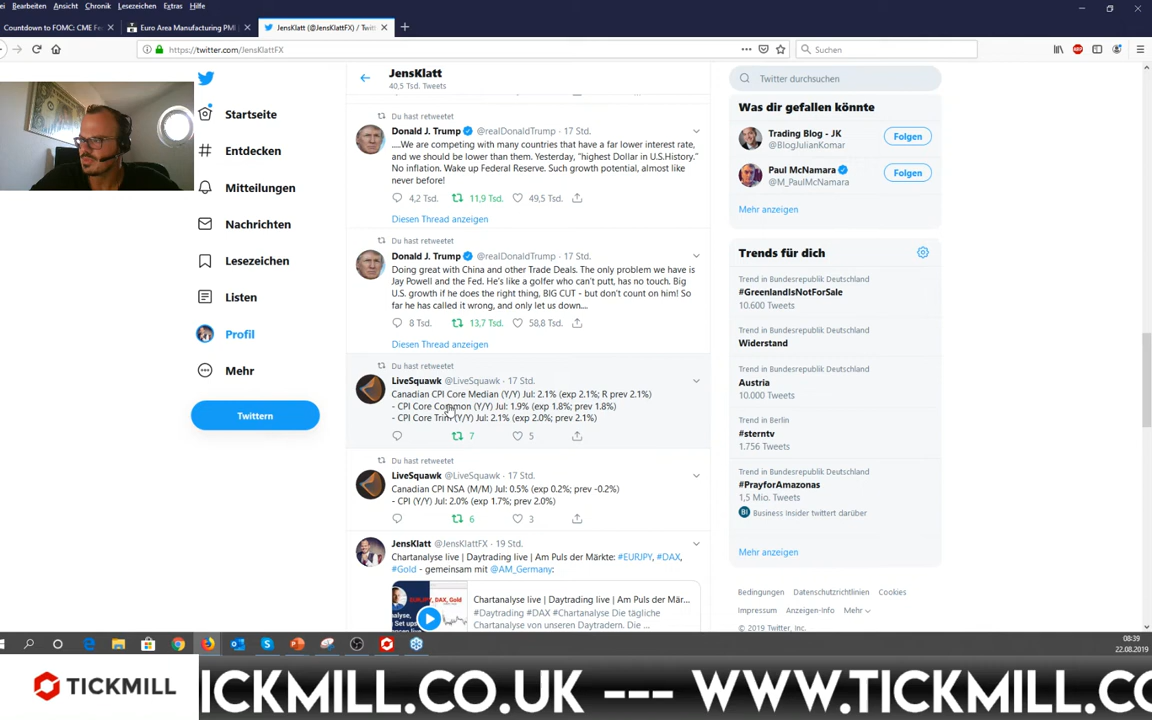 Bearbeiten Ansicht Chronik Lesezeichen Extras Hilfe
Countdown to FOMC: CME Fe
Euro Area Manufacturing PMI
JensKlatt (@JensKlattFX) / Twitt
https://twitter.com/JensKlattFX
Suchen
JensKlatt
40,5 Tsd. Tweets
Startseite
Entdecken
Mitteilungen
Nachrichten
Lesezeichen
Listen
Profil
Mehr
Twittern
Du hast retweetet
Donald J. Trump @realDonaldTrump · 17 Std.
....We are competing with many countries that have a far lower interest rate,
and we should be lower than them. Yesterday, "highest Dollar in U.S.History."
No inflation. Wake up Federal Reserve. Such growth potential, almost like
never before!
4,2 Tsd. 11,9 Tsd. 49,5 Tsd.
Diesen Thread anzeigen
Du hast retweetet
Donald J. Trump @realDonaldTrump · 17 Std.
Doing great with China and other Trade Deals. The only problem we have is
Jay Powell and the Fed. He's like a golfer who can't putt, has no touch. Big
U.S. growth if he does the right thing, BIG CUT - but don't count on him! So
far he has called it wrong, and only let us down....
8 Tsd. 13,7 Tsd. 58,8 Tsd.
Diesen Thread anzeigen
Du hast retweetet
LiveSquawk @LiveSquawk · 17 Std.
Canadian CPI Core Median (Y/Y) Jul: 2.1% (exp 2.1%; R prev 2.1%)
- CPI Core Common (Y/Y) Jul: 1.9% (exp 1.8%; prev 1.8%)
- CPI Core Trim (Y/Y) Jul: 2.1% (exp 2.0%; prev 2.1%)
7 5
Du hast retweetet
LiveSquawk @LiveSquawk · 17 Std.
Canadian CPI NSA (M/M) Jul: 0.5% (exp 0.2%; prev -0.2%)
- CPI (Y/Y) Jul: 2.0% (exp 1.7%; prev 2.0%)
6 3
JensKlatt @JensKlattFX · 19 Std.
Chartanalyse live | Daytrading live | Am Puls der Märkte: #EURJPY, #DAX,
#Gold - gemeinsam mit @AM_Germany:
EURJPY, DAX, Gold
Chartanalyse live | Daytrading live | Am Puls der Mär...
#Daytrading #DAX #Chartanalyse Die tägliche
Chartanalyse von unseren Daytradern. Die ...
Twitter durchsuchen
Was dir gefallen könnte
Trading Blog - JK
@BlogJulianKomar
Folgen
Paul McNamara
@M_PaulMcNamara
Folgen
Mehr anzeigen
Trends für dich
Trend in Bundesrepublik Deutschland
#GreenlandIsNotForSale
10.600 Tweets
Trend in Bundesrepublik Deutschland
Widerstand
Trend in Bundesrepublik Deutschland
Austria
10.000 Tweets
Trend in Berlin
#sterntv
1.756 Tweets
Trend in Bundesrepublik Deutschland
#PrayforAmazonas
1,5 Mio. Tweets
Business Insider twittert darüber
Mehr anzeigen
Bedingungen Datenschutzrichtlinien Cookies
Impressum Anzeigen-Info Mehr
© 2019 Twitter, Inc.
08:39
22.08.2019
TICKMILL
ICKMILL.CO.UK --- WWW.TICKMILL.CO